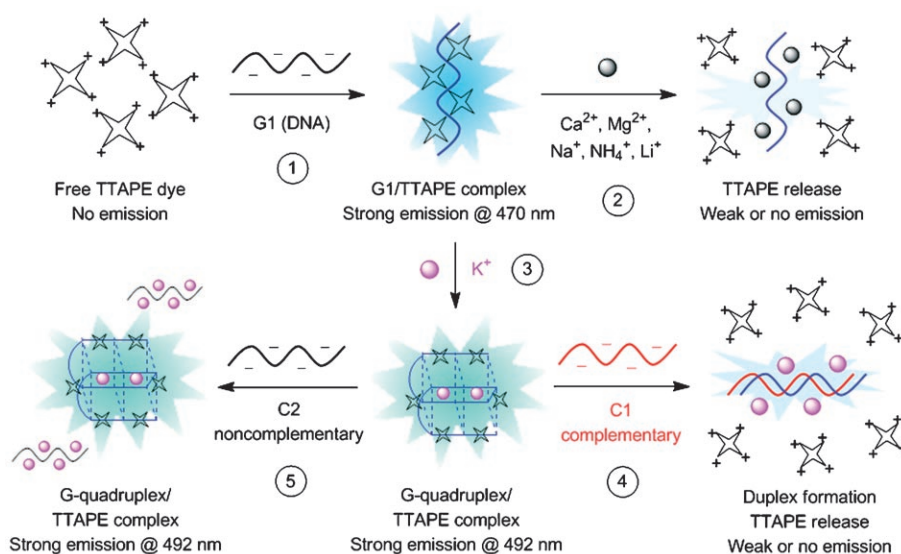 G1 (DNA)
1
Free TTAPE dye
No emission
G1/TTAPE complex
Strong emission @ 470 nm
Ca²⁺, Mg²⁺,
Na⁺, NH₄⁺, Li⁺
2
TTAPE release
Weak or no emission
K⁺
3
C2
noncomplementary
5
G-quadruplex/
TTAPE complex
Strong emission @ 492 nm
G-quadruplex/
TTAPE complex
Strong emission @ 492 nm
C1
complementary
4
Duplex formation
TTAPE release
Weak or no emission